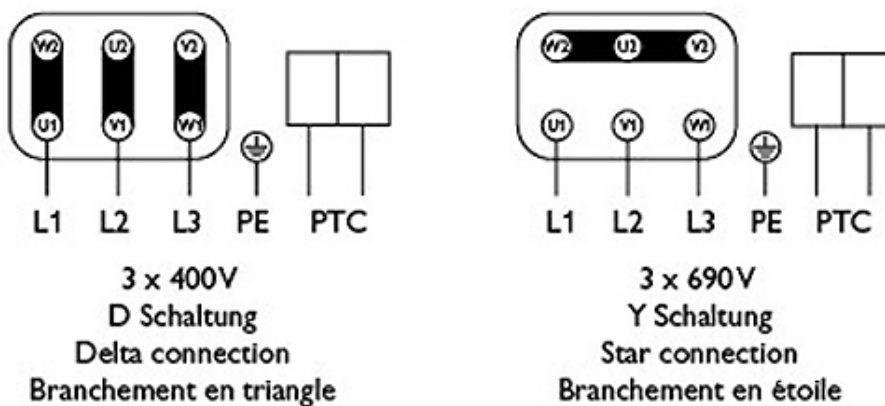 W2 U2 V2
U1 V1 W1
L1 L2 L3 PE PTC
3 x 400V
D Schaltung
Delta connection
Branchement en triangle
W2 U2 V2
U1 V1 W1
L1 L2 L3 PE PTC
3 x 690V
Y Schaltung
Star connection
Branchement en étoile